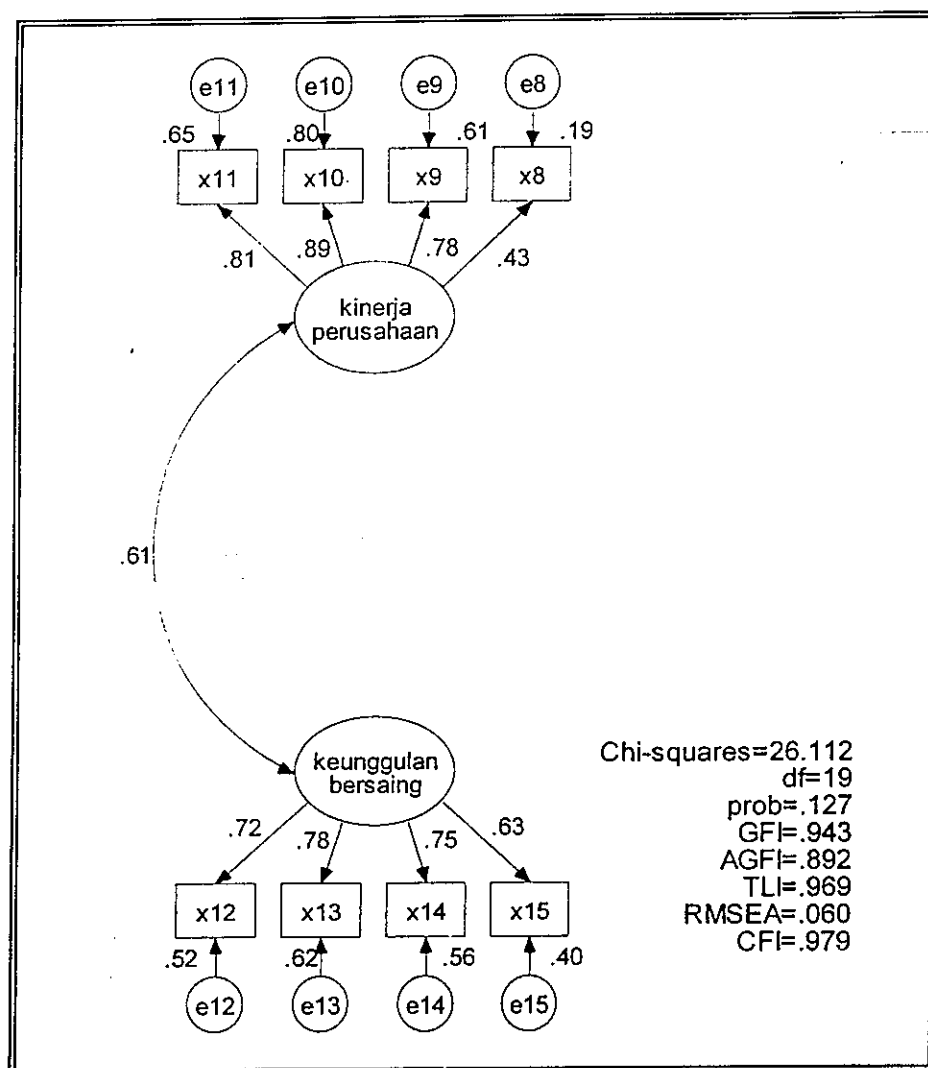 e11 e10 e9 e8
.65 .80 .61 .19
x11 x10 x9 x8
.81 .89 .78 .43
kinerja
perusahaan
.61
keunggulan
bersaing
.72 .78 .75 .63
x12 x13 x14 x15
.52 .62 .56 .40
e12 e13 e14 e15
Chi-squares=26.112
df=19
prob=.127
GFI=.943
AGFI=.892
TLI=.969
RMSEA=.060
CFI=.979